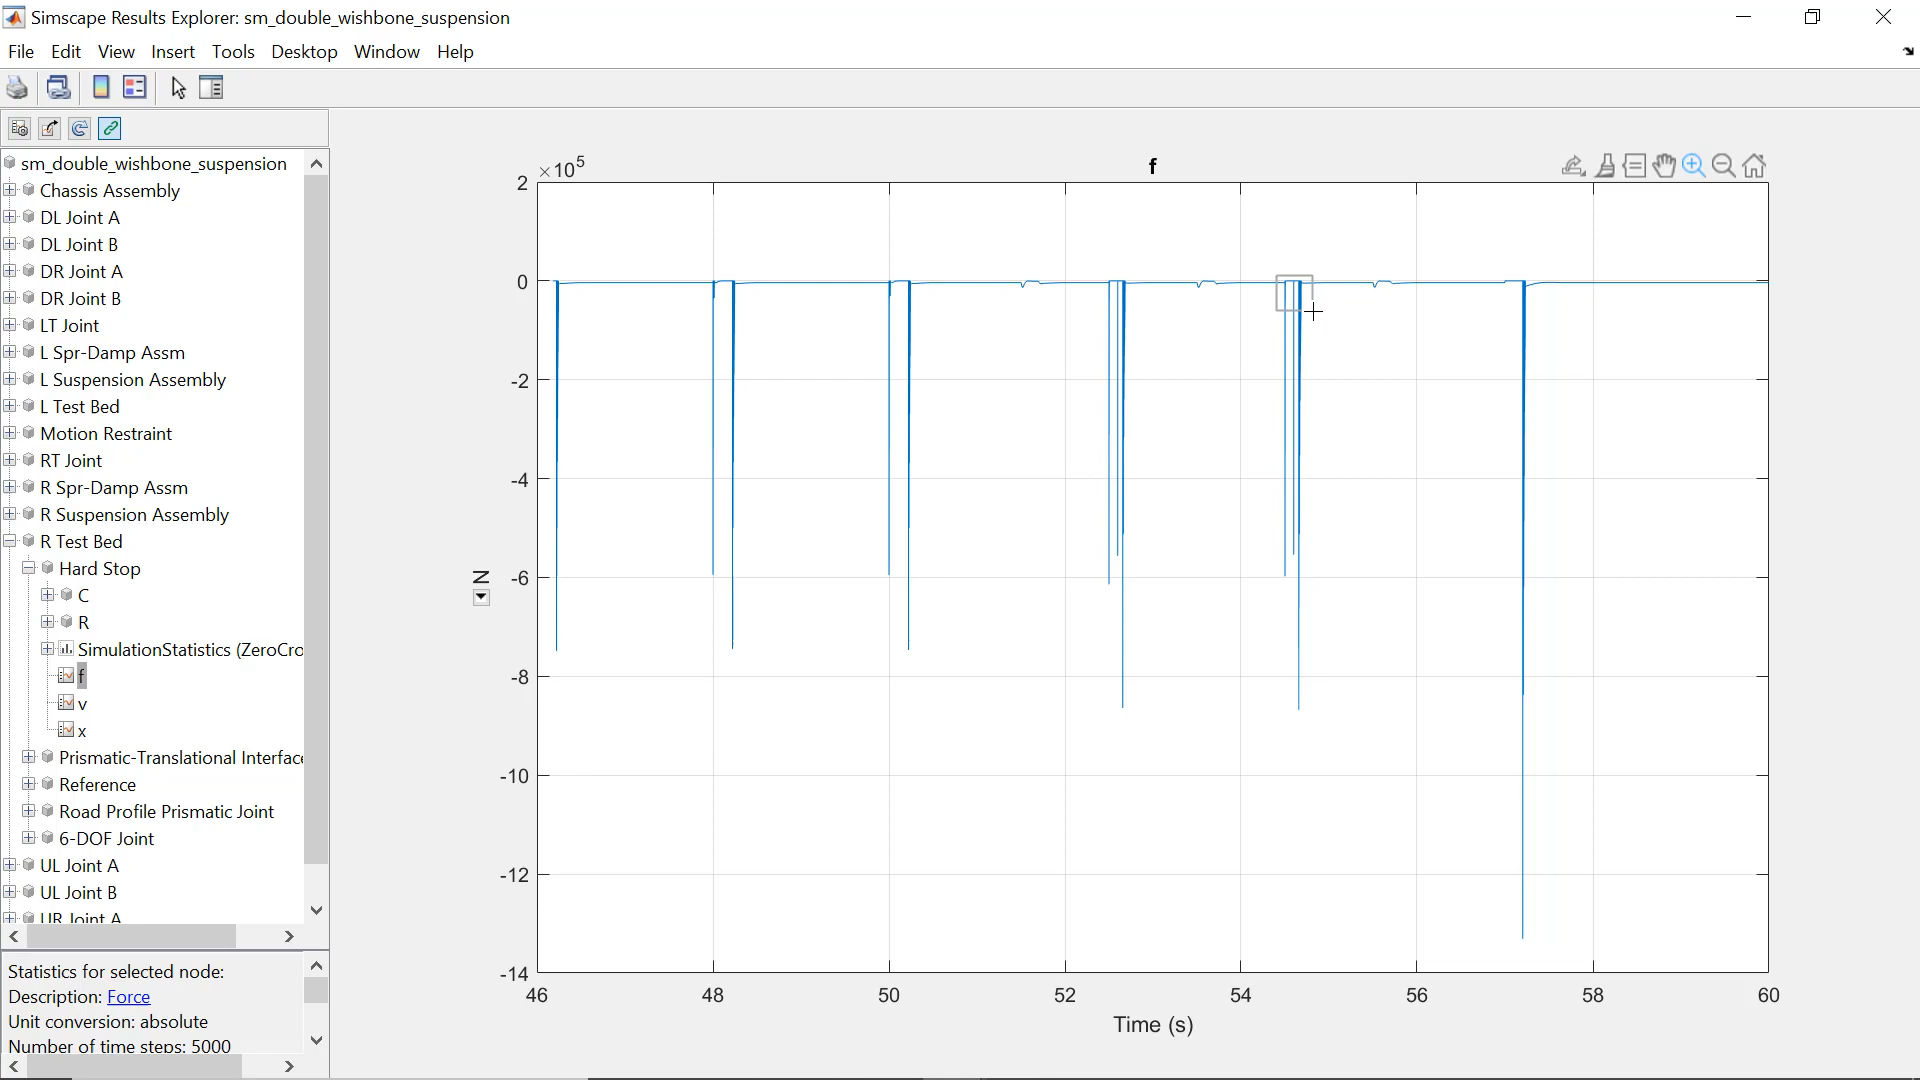 Simscape Results Explorer: sm_double_wishbone_suspension
File Edit View Insert Tools Desktop Window Help
sm_double_wishbone_suspension
Chassis Assembly
DL Joint A
DL Joint B
DR Joint A
DR Joint B
LT Joint
L Spr-Damp Assm
L Suspension Assembly
L Test Bed
Motion Restraint
RT Joint
R Spr-Damp Assm
R Suspension Assembly
R Test Bed
Hard Stop
C
R
SimulationStatistics (ZeroCro
f
v
x
Prismatic-Translational Interface
Reference
Road Profile Prismatic Joint
6-DOF Joint
UL Joint A
UL Joint B
UR Joint A
Statistics for selected node:
Description: Force
Unit conversion: absolute
Number of time steps: 5000
×10^5
f
2
0
-2
-4
-6
-8
-10
-12
-14
N
46 48 50 52 54 56 58 60
Time (s)